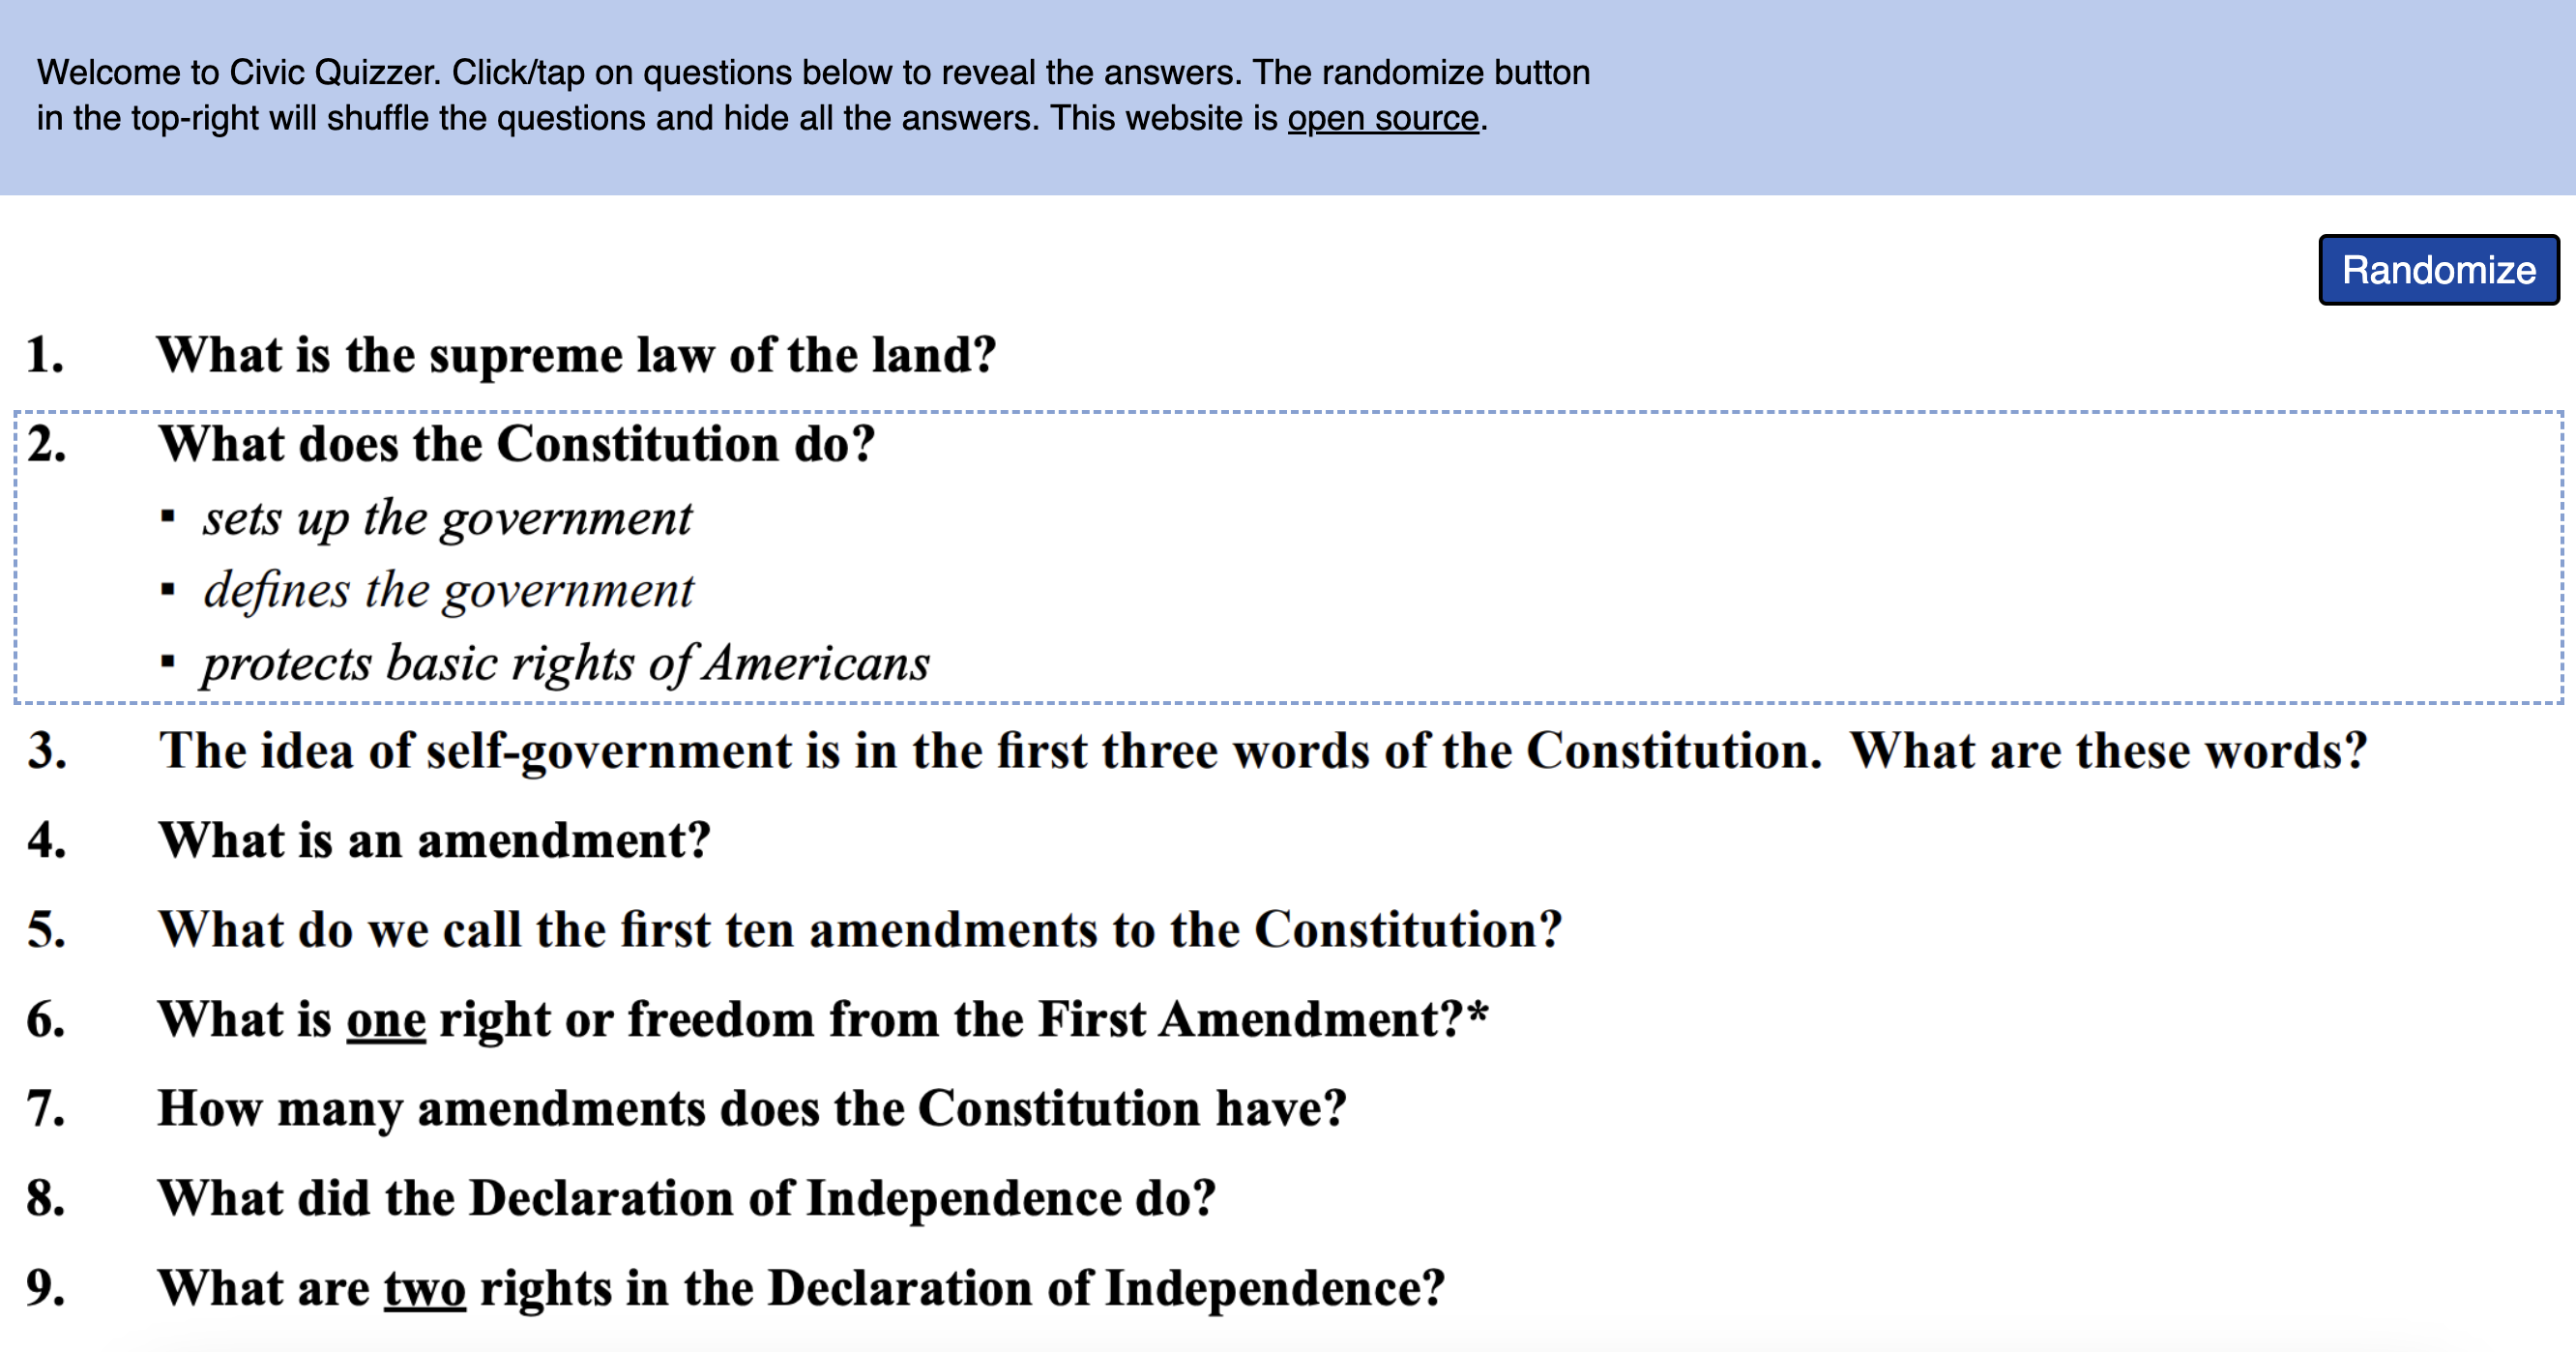 Welcome to Civic Quizzer. Click/tap on questions below to reveal the answers. The randomize button
in the top-right will shuffle the questions and hide all the answers. This website is open source.
Randomize
1. What is the supreme law of the land?
2. What does the Constitution do?
▪ sets up the government
▪ defines the government
▪ protects basic rights of Americans
3. The idea of self-government is in the first three words of the Constitution.  What are these words?
4. What is an amendment?
5. What do we call the first ten amendments to the Constitution?
6. What is one right or freedom from the First Amendment?*
7. How many amendments does the Constitution have?
8. What did the Declaration of Independence do?
9. What are two rights in the Declaration of Independence?